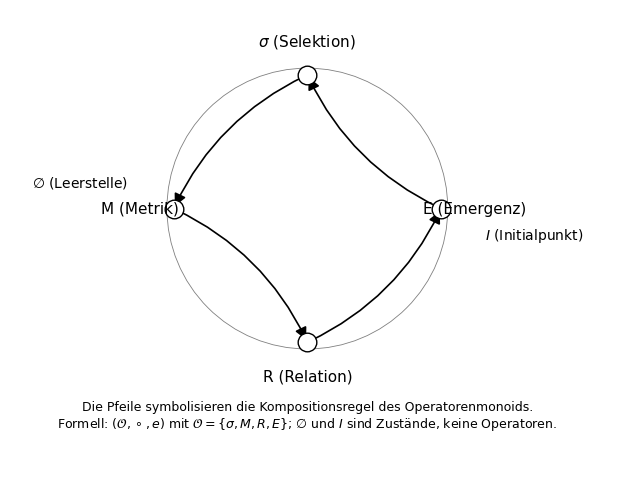 σ (Selektion)
∅ (Leerstelle)
M (Metrik)
E (Emergenz)
I (Initialpunkt)
R (Relation)
Die Pfeile symbolisieren die Kompositionsregel des Operatorenmonoids.
Formell: (𝒪, ∘, e) mit 𝒪 = {σ, M, R, E}; ∅ und I sind Zustände, keine Operatoren.